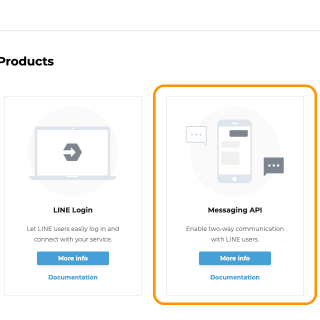 Products
LINE Login
Let LINE users easily log in and
connect with your service.
More info
Documentation
Messaging API
Enable two-way communication
with LINE users.
More info
Documentation